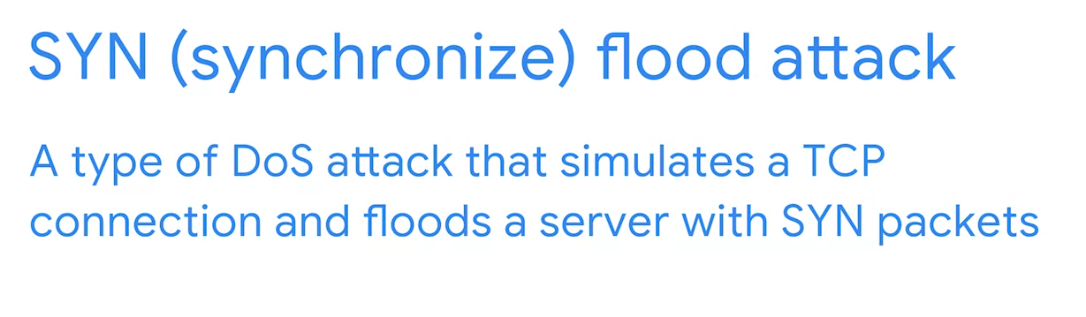 SYN (synchronize) flood attack
A type of DoS attack that simulates a TCP
connection and floods a server with SYN packets